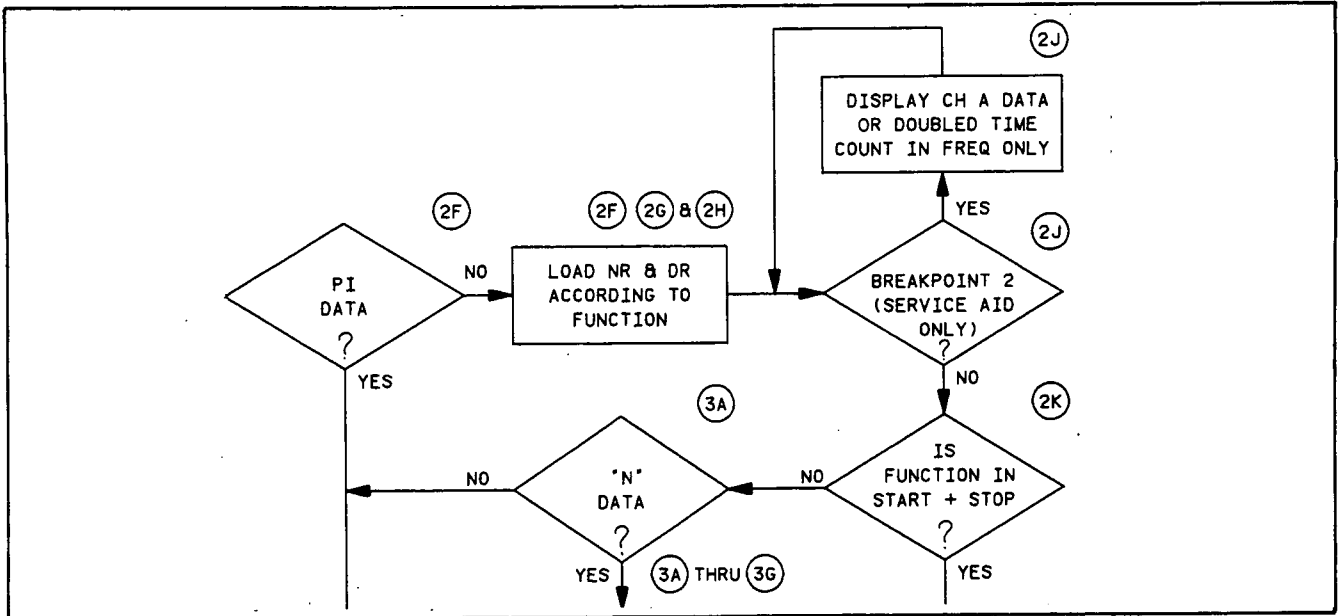 2J
DISPLAY CH A DATA
OR DOUBLED TIME
COUNT IN FREQ ONLY
YES
2F
2F 2G & 2H
2J
PI
DATA
?
NO
YES
LOAD NR & DR
ACCORDING TO
FUNCTION
BREAKPOINT 2
(SERVICE AID
ONLY)
?
NO
3A
2K
"N"
DATA
?
NO
YES
3A THRU 3G
IS
FUNCTION IN
START + STOP
?
NO
YES